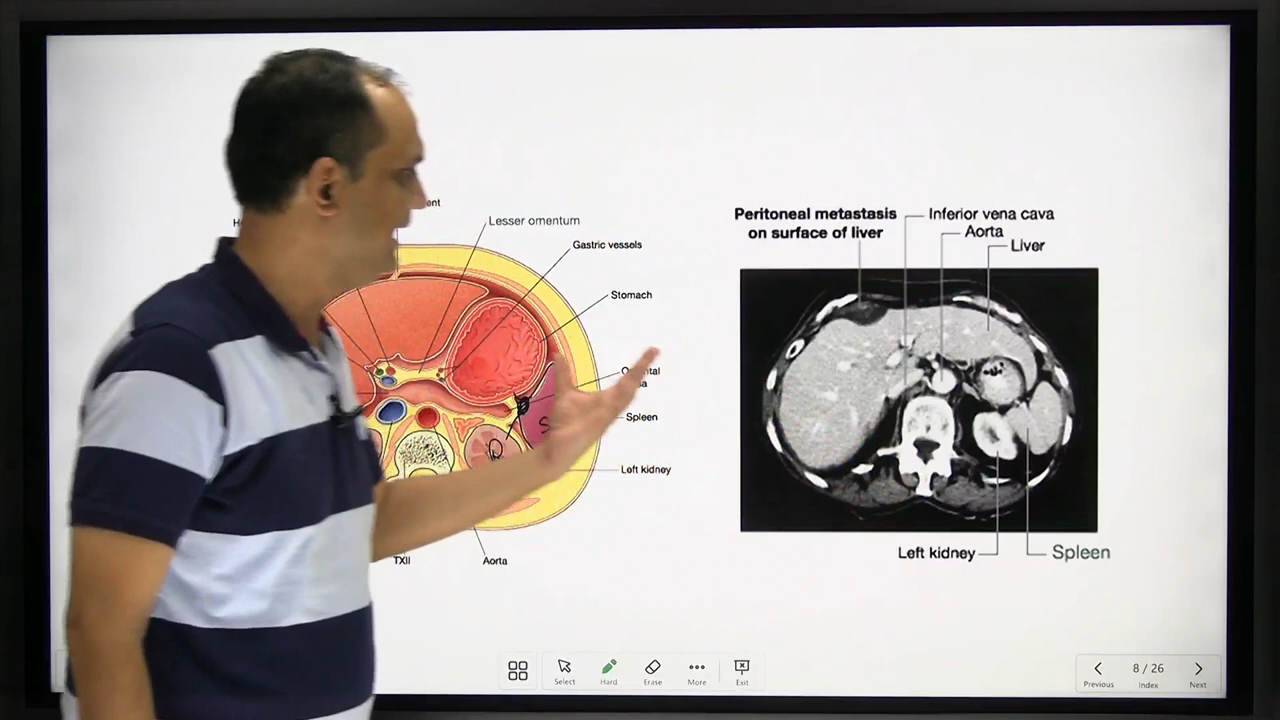 Lesser omentum
Gastric vessels
Stomach
Spleen
Left kidney
TXII
Aorta
Peritoneal metastasis
on surface of liver
Inferior vena cava
Aorta
Liver
Left kidney
Spleen
Select
Hard
Erase
More
Exit
Previous
8 / 26
Index
Next